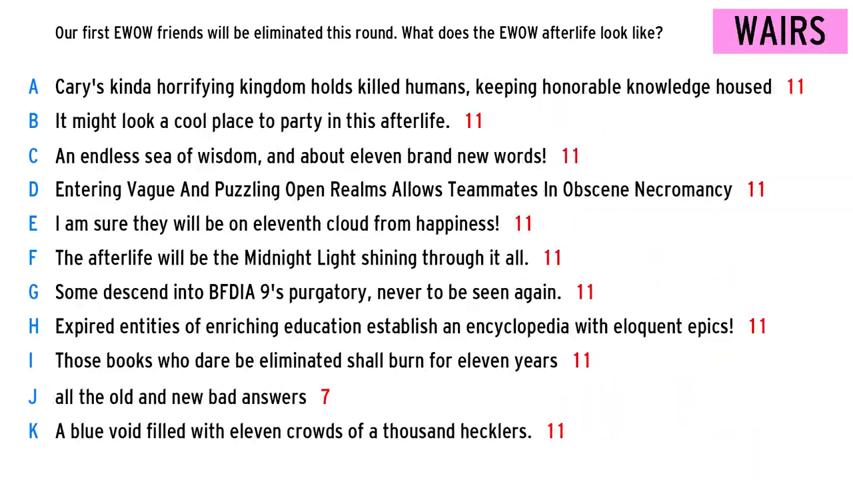 Our first EWOW friends will be eliminated this round. What does the EWOW afterlife look like?
WAIRS
A Cary's kinda horrifying kingdom holds killed humans, keeping honorable knowledge housed 11
B It might look a cool place to party in this afterlife. 11
C An endless sea of wisdom, and about eleven brand new words! 11
D Entering Vague And Puzzling Open Realms Allows Teammates In Obscene Necromancy 11
E I am sure they will be on eleventh cloud from happiness! 11
F The afterlife will be the Midnight Light shining through it all. 11
G Some descend into BFDIA 9's purgatory, never to be seen again. 11
H Expired entities of enriching education establish an encyclopedia with eloquent epics! 11
I Those books who dare be eliminated shall burn for eleven years 11
J all the old and new bad answers 7
K A blue void filled with eleven crowds of a thousand hecklers. 11